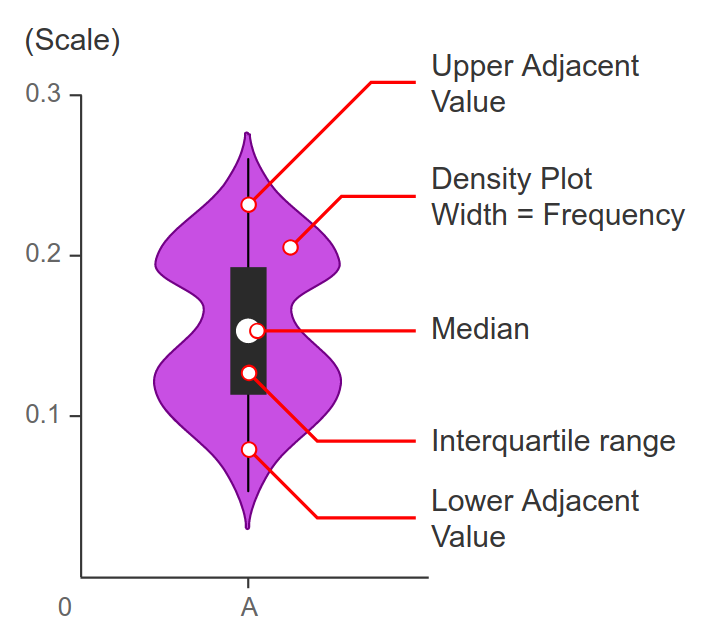 (Scale)
Upper Adjacent
Value
0.3
Density Plot
Width = Frequency
0.2
Median
0.1
Interquartile range
Lower Adjacent
Value
0
A